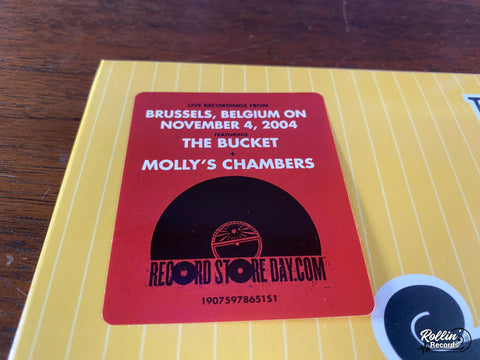 LIVE RECORDINGS FROM
BRUSSELS, BELGIUM ON
NOVEMBER 4, 2004
FEATURING
THE BUCKET
+
MOLLY'S CHAMBERS
RECORD STORE DAY.COM
19075978651S1
Rollin'
Records